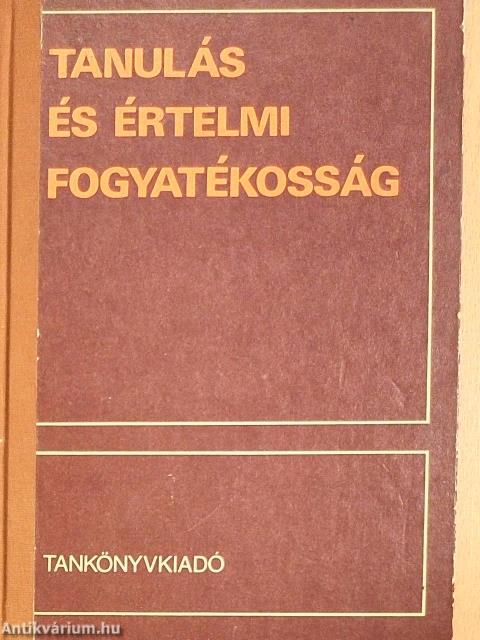 TANULÁS
ÉS ÉRTELMI
FOGYATÉKOSSÁG
TANKÖNYVKIADÓ
Antikvárium.hu